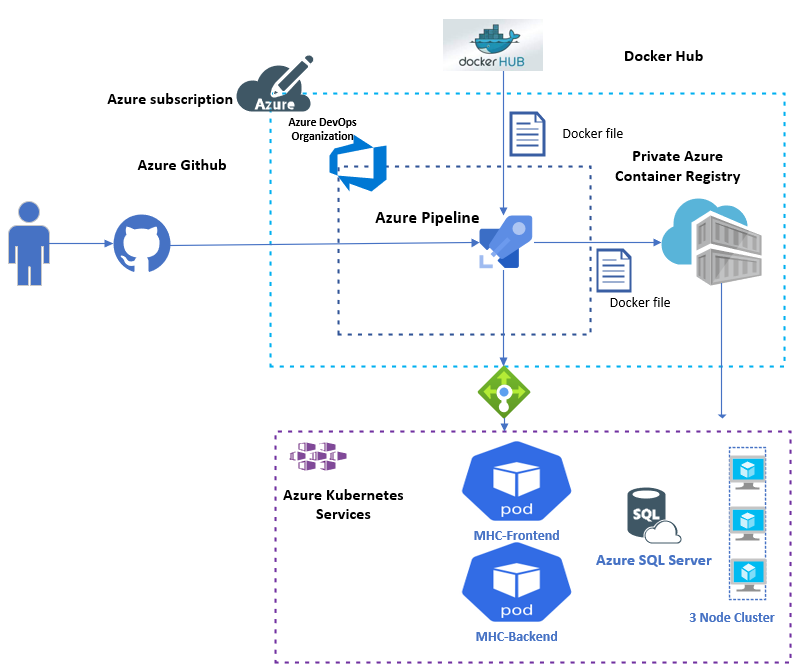 docker HUB
Docker Hub
Azure subscription
Azure
Azure DevOps
Organization
Docker file
Azure Github
Private Azure
Container Registry
Azure Pipeline
Docker file
Azure Kubernetes
Services
pod
MHC-Frontend
SQL
Azure SQL Server
pod
MHC-Backend
3 Node Cluster